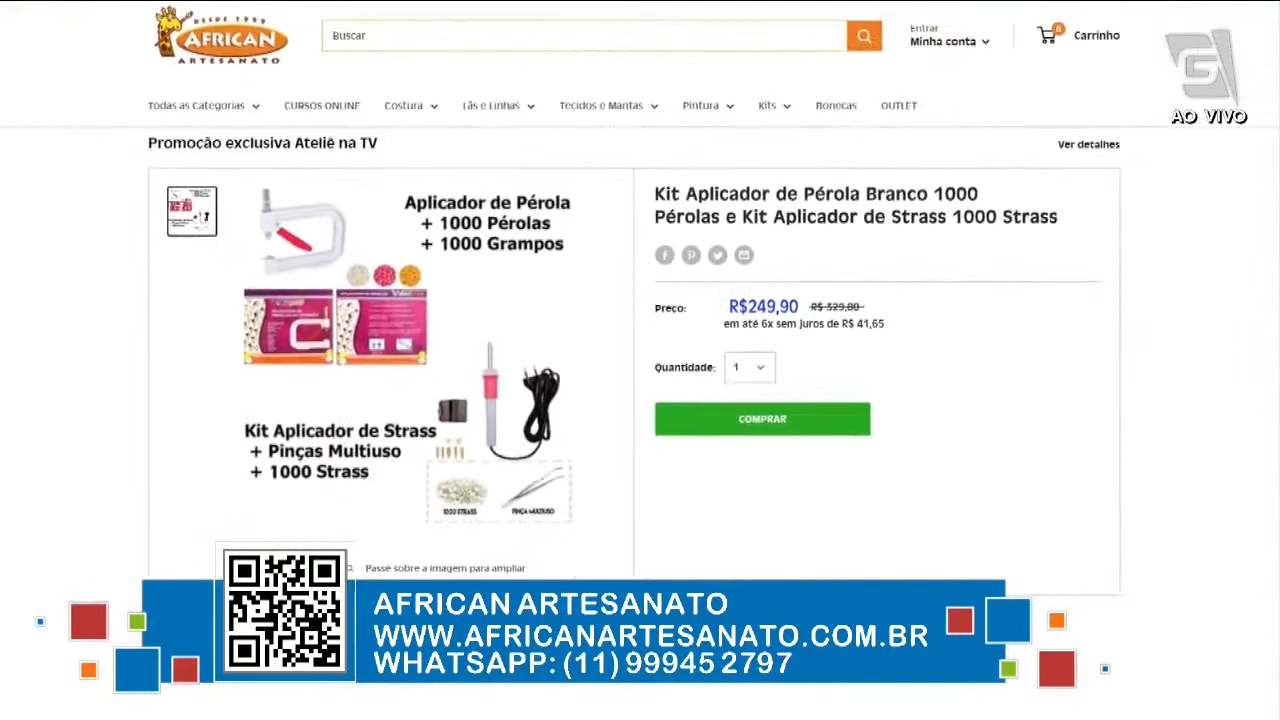 DESDE 1999
AFRICAN
ARTESANATO
Buscar
Entrar
Minha conta
0
Carrinho
G
AO VIVO
Todas as Categorias
CURSOS ONLINE
Costura
Lãs e Linhas
Tecidos e Mantas
Pintura
Kits
Bonecas
OUTLET
Promoção exclusiva Ateliê na TV
Ver detalhes
Aplicador de Pérola
+ 1000 Pérolas
+ 1000 Grampos
Kit Aplicador de Strass
+ Pinças Multiuso
+ 1000 Strass
1000 STRASS
PINÇA MULTIUSO
Passe sobre a imagem para ampliar
Kit Aplicador de Pérola Branco 1000
Pérolas e Kit Aplicador de Strass 1000 Strass
Preço:
R$249,90
R$ 329,80
em até 6x sem juros de R$ 41,65
Quantidade:
1
COMPRAR
AFRICAN ARTESANATO
WWW.AFRICANARTESANATO.COM.BR
WHATSAPP: (11) 99945 2797